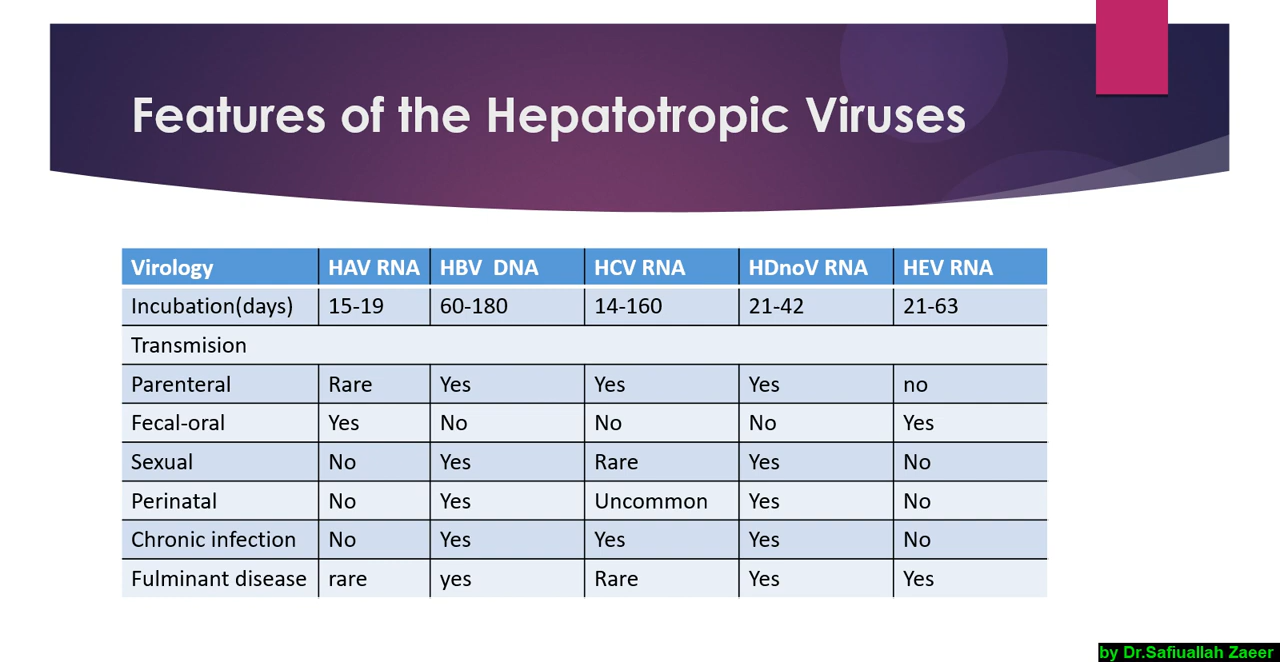 Features of the Hepatotropic Viruses
Virology HAV RNA HBV DNA HCV RNA HDnoV RNA HEV RNA
Incubation(days) 15-19 60-180 14-160 21-42 21-63
Transmision
Parenteral Rare Yes Yes Yes no
Fecal-oral Yes No No No Yes
Sexual No Yes Rare Yes No
Perinatal No Yes Uncommon Yes No
Chronic infection No Yes Yes Yes No
Fulminant disease rare yes Rare Yes Yes
by Dr.Safiuallah Zaeer